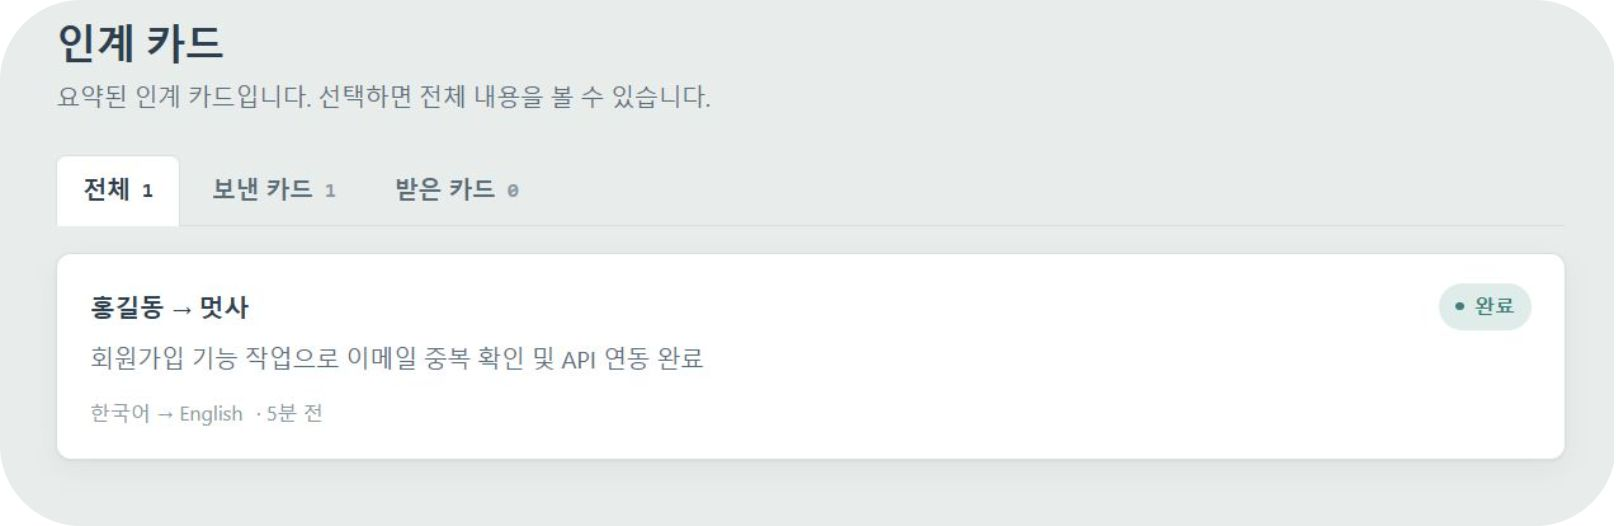 인계 카드
요약된 인계 카드입니다. 선택하면 전체 내용을 볼 수 있습니다.
전체 1 보낸 카드 1 받은 카드 0
홍길동 → 멋사
• 완료
회원가입 기능 작업으로 이메일 중복 확인 및 API 연동 완료
한국어 → English · 5분 전